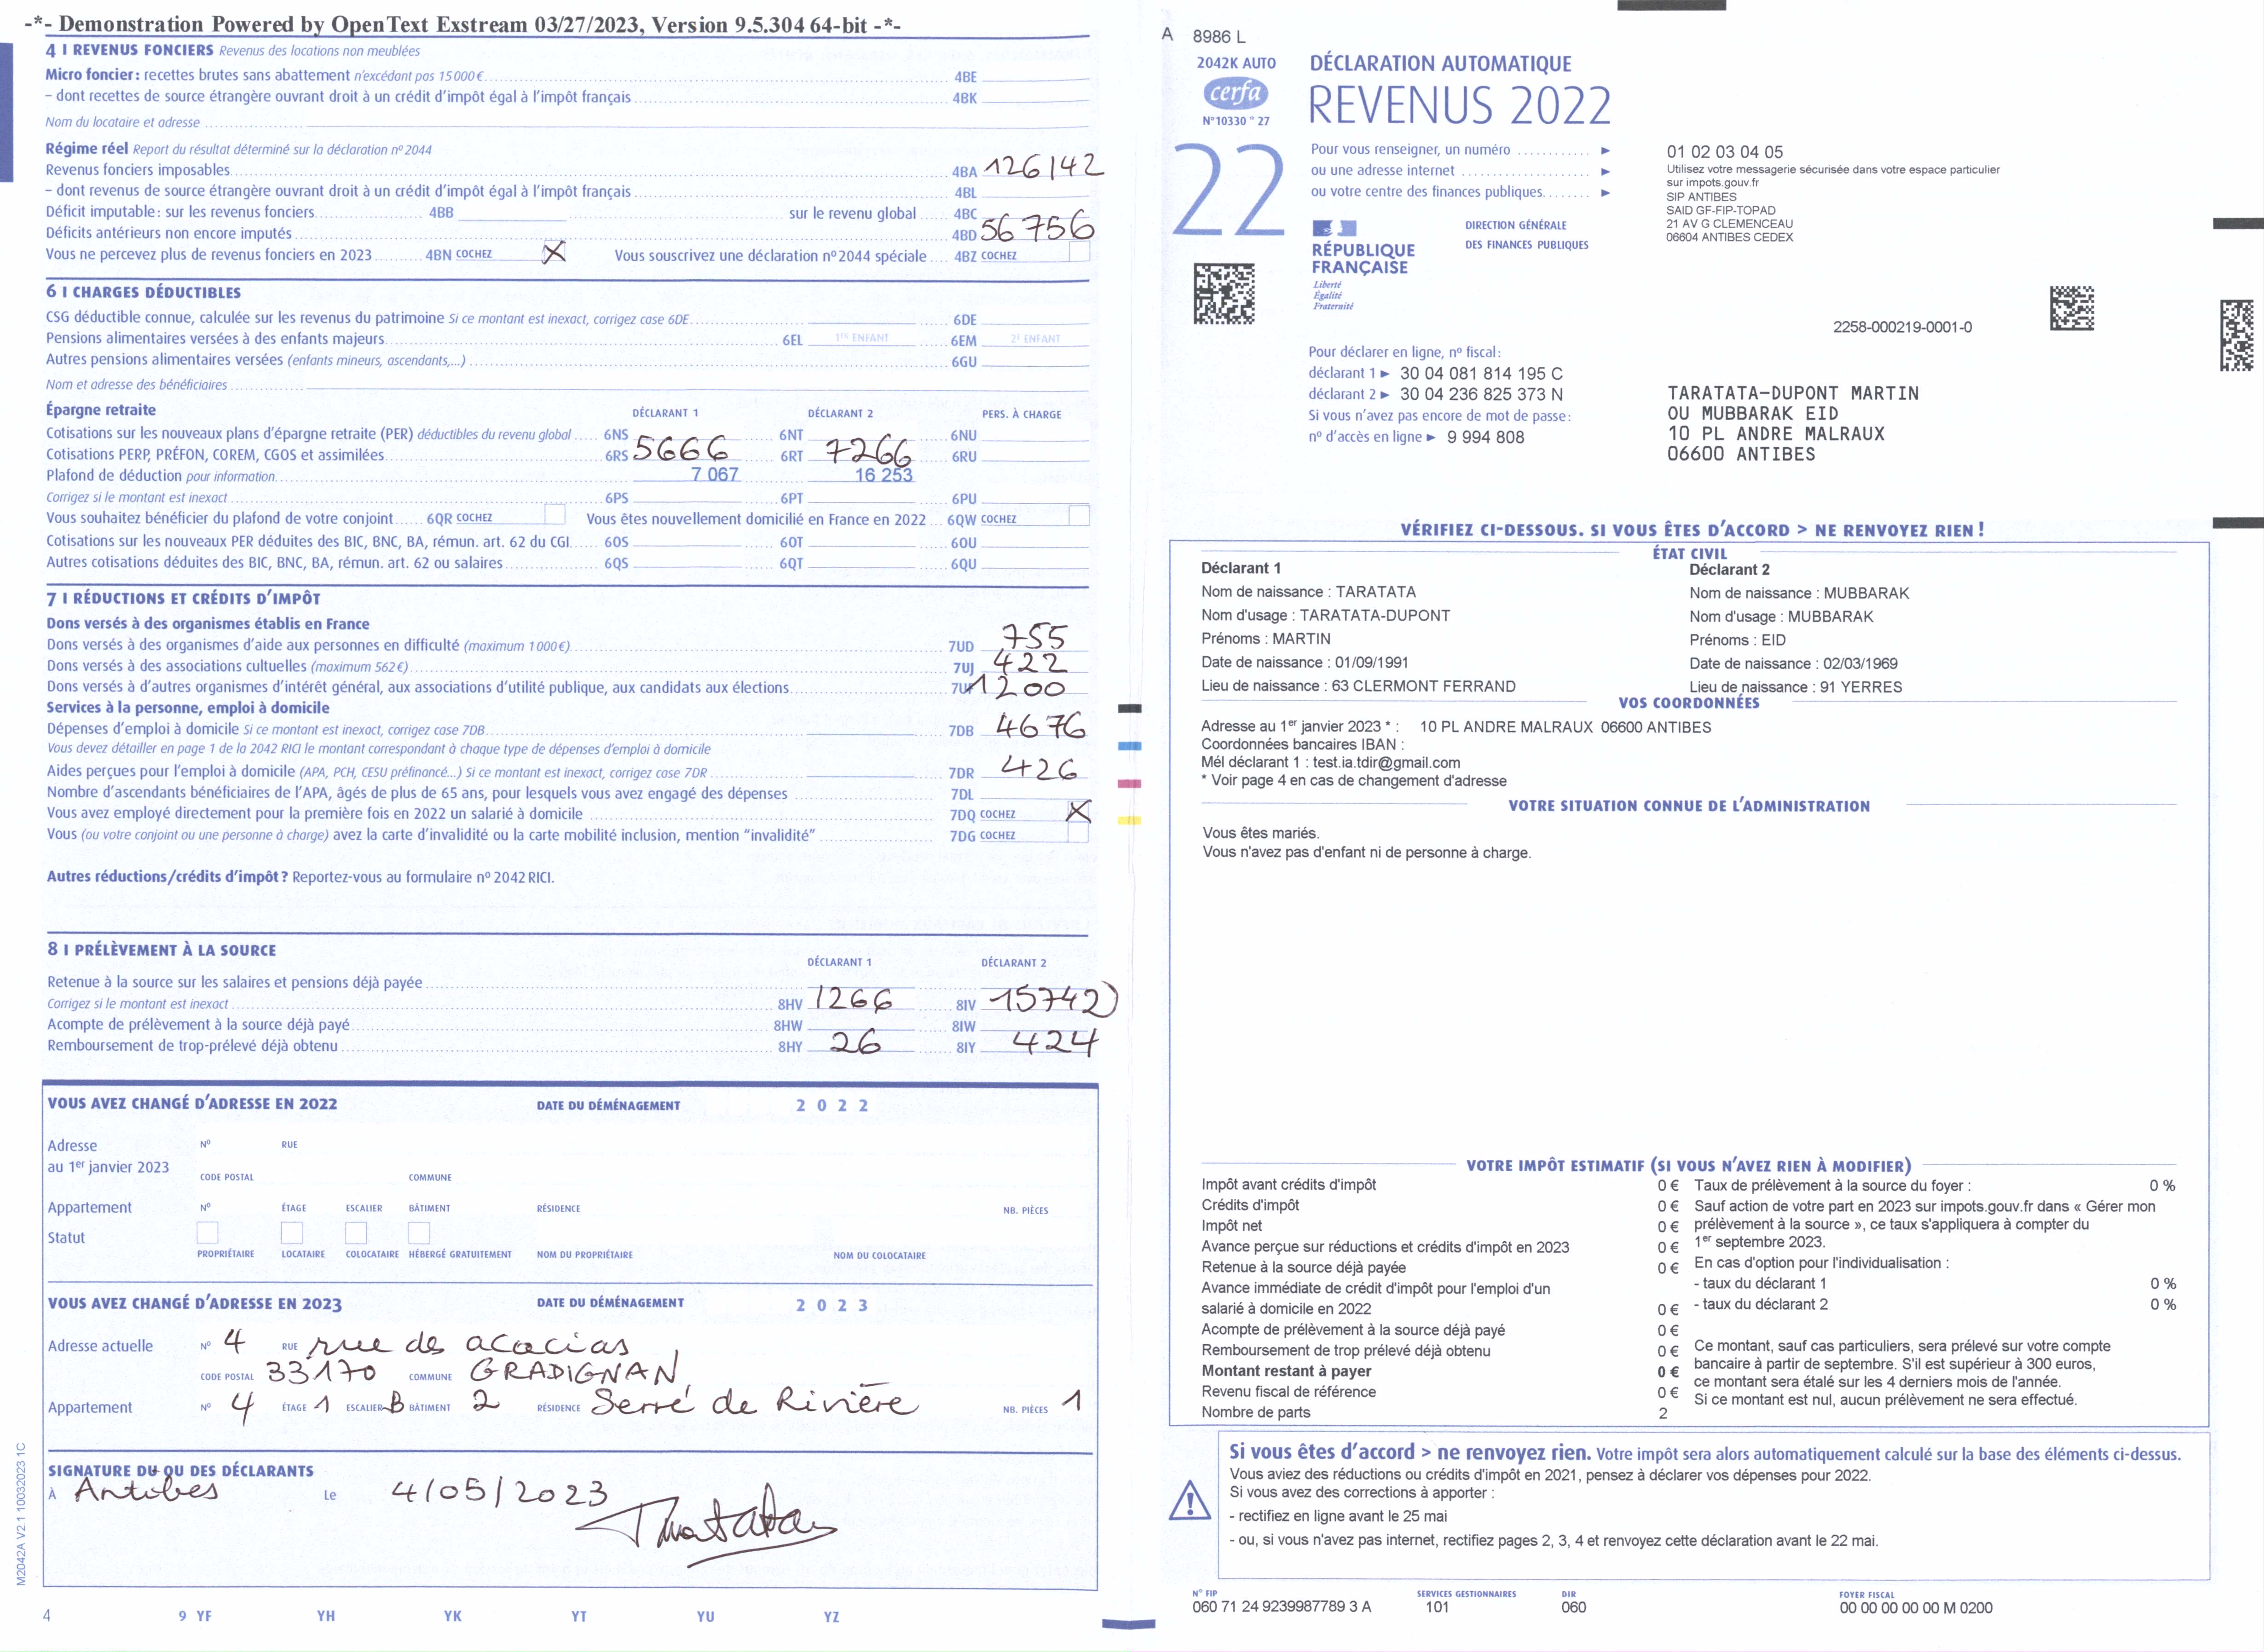 -*- Demonstration Powered by OpenText Exstream 03/27/2023, Version 9.5.304 64-bit -*-
4 I REVENUS FONCIERS Revenus des locations non meublées
Micro foncier : recettes brutes sans abattement n'excédant pas 15 000 € 4BE
– dont recettes de source étrangère ouvrant droit à un crédit d'impôt égal à l'impôt français 4BK
Nom du locataire et adresse
Régime réel Report du résultat déterminé sur la déclaration nº 2044
Revenus fonciers imposables 4BA 126142
– dont revenus de source étrangère ouvrant droit à un crédit d'impôt égal à l'impôt français 4BL
Déficit imputable : sur les revenus fonciers 4BB sur le revenu global 4BC
Déficits antérieurs non encore imputés 4BD 56756
Vous ne percevez plus de revenus fonciers en 2023 4BN COCHEZ X Vous souscrivez une déclaration nº 2044 spéciale 4BZ COCHEZ
6 I CHARGES DÉDUCTIBLES
CSG déductible connue, calculée sur les revenus du patrimoine Si ce montant est inexact, corrigez case 6DE 6DE
Pensions alimentaires versées à des enfants majeurs 6EL 1ER ENFANT 6EM 2E ENFANT
Autres pensions alimentaires versées (enfants mineurs, ascendants,...) 6GU
Nom et adresse des bénéficiaires
Épargne retraite DÉCLARANT 1 DÉCLARANT 2 PERS. À CHARGE
Cotisations sur les nouveaux plans d'épargne retraite (PER) déductibles du revenu global 6NS 6NT 6NU
Cotisations PERP, PRÉFON, COREM, CGOS et assimilées 6RS 5666 6RT 7266 6RU
Plafond de déduction pour information 7 067 16 253
Corrigez si le montant est inexact 6PS 6PT 6PU
Vous souhaitez bénéficier du plafond de votre conjoint 6QR COCHEZ Vous êtes nouvellement domicilié en France en 2022 6QW COCHEZ
Cotisations sur les nouveaux PER déduites des BIC, BNC, BA, rémun. art. 62 du CGI 6OS 6OT 6OU
Autres cotisations déduites des BIC, BNC, BA, rémun. art. 62 ou salaires 6QS 6QT 6QU
7 I RÉDUCTIONS ET CRÉDITS D'IMPÔT
Dons versés à des organismes établis en France
Dons versés à des organismes d'aide aux personnes en difficulté (maximum 1 000 €) 7UD 755
Dons versés à des associations cultuelles (maximum 562 €) 7UJ 422
Dons versés à d'autres organismes d'intérêt général, aux associations d'utilité publique, aux candidats aux élections 7UF 1200
Services à la personne, emploi à domicile
Dépenses d'emploi à domicile Si ce montant est inexact, corrigez case 7DB 7DB 4676
Vous devez détailler en page 1 de la 2042 RICI le montant correspondant à chaque type de dépenses d'emploi à domicile
Aides perçues pour l'emploi à domicile (APA, PCH, CESU préfinancé...) Si ce montant est inexact, corrigez case 7DR 7DR 426
Nombre d'ascendants bénéficiaires de l'APA, âgés de plus de 65 ans, pour lesquels vous avez engagé des dépenses 7DL
Vous avez employé directement pour la première fois en 2022 un salarié à domicile 7DQ COCHEZ X
Vous (ou votre conjoint ou une personne à charge) avez la carte d'invalidité ou la carte mobilité inclusion, mention "invalidité" 7DG COCHEZ
Autres réductions/crédits d'impôt ? Reportez-vous au formulaire nº 2042 RICI.
8 I PRÉLÈVEMENT À LA SOURCE
DÉCLARANT 1 DÉCLARANT 2
Retenue à la source sur les salaires et pensions déjà payée
Corrigez si le montant est inexact 8HV 1266 8IV 15742)
Acompte de prélèvement à la source déjà payé 8HW 8IW
Remboursement de trop-prélevé déjà obtenu 8HY 26 8IY 424
VOUS AVEZ CHANGÉ D'ADRESSE EN 2022 DATE DU DÉMÉNAGEMENT 2 0 2 2
Adresse Nº RUE
au 1er janvier 2023
CODE POSTAL COMMUNE
Appartement Nº ÉTAGE ESCALIER BÂTIMENT RÉSIDENCE NB. PIÈCES
Statut
PROPRIÉTAIRE LOCATAIRE COLOCATAIRE HÉBERGÉ GRATUITEMENT NOM DU PROPRIÉTAIRE NOM DU COLOCATAIRE
VOUS AVEZ CHANGÉ D'ADRESSE EN 2023 DATE DU DÉMÉNAGEMENT 2 0 2 3
Adresse actuelle Nº 4 RUE rue des acacias
CODE POSTAL 33170 COMMUNE GRADIGNAN
Appartement Nº 4 ÉTAGE 1 ESCALIER B BÂTIMENT 2 RÉSIDENCE Serré de Rivière NB. PIÈCES 1
SIGNATURE DU OU DES DÉCLARANTS
À Antibes Le 4/05/2023
M2042A V2.1 10032023 1C
4 9 YF YH YK YT YU YZ
A 8986 L
2042K AUTO
cerfa
N°10330 * 27
DÉCLARATION AUTOMATIQUE
REVENUS 2022
22
Pour vous renseigner, un numéro ► 01 02 03 04 05
ou une adresse internet ► Utilisez votre messagerie sécurisée dans votre espace particulier
sur impots.gouv.fr
ou votre centre des finances publiques ► SIP ANTIBES
SAID GF-FIP-TOPAD
21 AV G CLEMENCEAU
06604 ANTIBES CEDEX
RÉPUBLIQUE
FRANÇAISE
Liberté
Égalité
Fraternité
DIRECTION GÉNÉRALE
DES FINANCES PUBLIQUES
2258-000219-0001-0
Pour déclarer en ligne, nº fiscal :
déclarant 1 ► 30 04 081 814 195 C
déclarant 2 ► 30 04 236 825 373 N
Si vous n'avez pas encore de mot de passe :
nº d'accès en ligne ► 9 994 808
TARATATA-DUPONT MARTIN
OU MUBBARAK EID
10 PL ANDRE MALRAUX
06600 ANTIBES
VÉRIFIEZ CI-DESSOUS. SI VOUS ÊTES D'ACCORD > NE RENVOYEZ RIEN !
ÉTAT CIVIL
Déclarant 1
Nom de naissance : TARATATA
Nom d'usage : TARATATA-DUPONT
Prénoms : MARTIN
Date de naissance : 01/09/1991
Lieu de naissance : 63 CLERMONT FERRAND
Déclarant 2
Nom de naissance : MUBBARAK
Nom d'usage : MUBBARAK
Prénoms : EID
Date de naissance : 02/03/1969
Lieu de naissance : 91 YERRES
VOS COORDONNÉES
Adresse au 1er janvier 2023 * : 10 PL ANDRE MALRAUX 06600 ANTIBES
Coordonnées bancaires IBAN :
Mél déclarant 1 : test.ia.tdir@gmail.com
* Voir page 4 en cas de changement d'adresse
VOTRE SITUATION CONNUE DE L'ADMINISTRATION
Vous êtes mariés.
Vous n'avez pas d'enfant ni de personne à charge.
VOTRE IMPÔT ESTIMATIF (SI VOUS N'AVEZ RIEN À MODIFIER)
Impôt avant crédits d'impôt 0 €
Crédits d'impôt 0 €
Impôt net 0 €
Avance perçue sur réductions et crédits d'impôt en 2023 0 €
Retenue à la source déjà payée 0 €
Avance immédiate de crédit d'impôt pour l'emploi d'un
salarié à domicile en 2022 0 €
Acompte de prélèvement à la source déjà payé 0 €
Remboursement de trop prélevé déjà obtenu 0 €
Montant restant à payer 0 €
Revenu fiscal de référence 0 €
Nombre de parts 2
Taux de prélèvement à la source du foyer : 0 %
Sauf action de votre part en 2023 sur impots.gouv.fr dans « Gérer mon
prélèvement à la source », ce taux s'appliquera à compter du
1er septembre 2023.
En cas d'option pour l'individualisation :
- taux du déclarant 1 0 %
- taux du déclarant 2 0 %
Ce montant, sauf cas particuliers, sera prélevé sur votre compte
bancaire à partir de septembre. S'il est supérieur à 300 euros,
ce montant sera étalé sur les 4 derniers mois de l'année.
Si ce montant est nul, aucun prélèvement ne sera effectué.
Si vous êtes d'accord > ne renvoyez rien. Votre impôt sera alors automatiquement calculé sur la base des éléments ci-dessus.
Vous aviez des réductions ou crédits d'impôt en 2021, pensez à déclarer vos dépenses pour 2022.
Si vous avez des corrections à apporter :
- rectifiez en ligne avant le 25 mai
- ou, si vous n'avez pas internet, rectifiez pages 2, 3, 4 et renvoyez cette déclaration avant le 22 mai.
N° FIP SERVICES GESTIONNAIRES DIR FOYER FISCAL
060 71 24 9239987789 3 A 101 060 00 00 00 00 00 M 0200